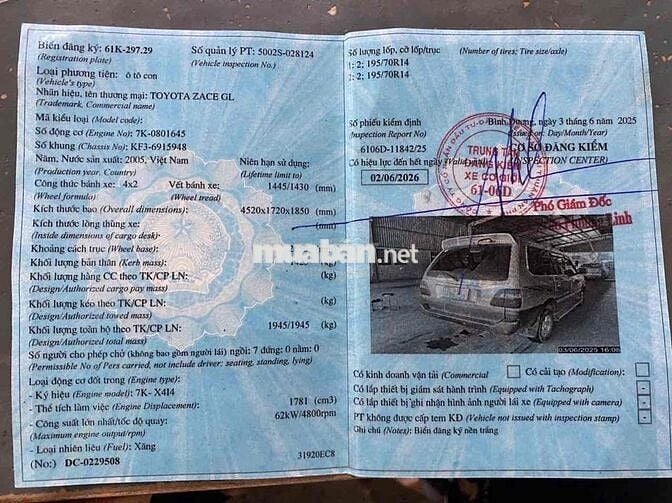 Biển đăng ký: 61K-297.29
(Registration plate)
Số quản lý PT: 5002S-028124
(Vehicle inspection No.)
Loại phương tiện: ô tô con
(Vehicle's type)
Nhãn hiệu, tên thương mại: TOYOTA ZACE GL
(Trademark, Commercial name)
Mã kiểu loại (Model code):
Số động cơ (Engine No): 7K-0801645
Số khung (Chassis No): KF3-6915948
Năm, Nước sản xuất: 2005, Việt Nam
(Production year, Country)
Niên hạn sử dụng:
(Lifetime limit to)
Công thức bánh xe: 4x2
(Wheel formula)
Vết bánh xe: 1445/1430 (mm)
(Wheel tread)
Kích thước bao (Overall dimensions): 4520x1720x1850 (mm)
Kích thước lòng thùng xe: (mm)
(Inside dimensions of cargo desk)
Khoảng cách trục (Wheel base):
Khối lượng bản thân (Kerb mass):
Khối lượng hàng CC theo TK/CP LN: (kg)
(Design/Authorized cargo pay mass)
Khối lượng kéo theo TK/CP LN: (kg)
(Design/Authorized towed mass)
Khối lượng toàn bộ theo TK/CP LN: 1945/1945 (kg)
(Design/Authorized total mass)
Số người cho phép chở (không bao gồm người lái) ngồi: 7 đứng: 0 nằm: 0
(Permissible No of Pers carried, not include driver: seating, standing, lying)
Loại động cơ đốt trong (Engine type):
- Ký hiệu (Engine model): 7K- X4I4
- Thể tích làm việc (Engine Displacement): 1781 (cm3)
- Công suất lớn nhất/tốc độ quay: 62kW/4800rpm
(Maximum engine output/rpm)
- Loại nhiên liệu (Fuel): Xăng
(No:) DC-0229508
31920EC8
Số lượng lốp, cỡ lốp/trục (Number of tires; Tire size/axle)
1: 2; 195/70R14
2: 2; 195/70R14
Số phiếu kiểm định
(Inspection Report No)
6106D-11842/25
Bình Dương, ngày 3 tháng 6 năm 2025
(Issued on: Day/Month/Year)
CƠ SỞ ĐĂNG KIỂM
(INSPECTION CENTER)
Có hiệu lực đến hết ngày
02/06/2026
TRUNG TÂM
ĐĂNG KIỂM
XE CƠ GIỚI
61-06D
Phó Giám Đốc
Linh
muaban.net
03/06/2025 16:06
Có kinh doanh vận tải (Commercial
Có cải tạo (Modification):
Có lắp thiết bị giám sát hành trình (Equipped with Tachograph) -
Có lắp thiết bị ghi nhận hình ảnh người lái xe (Equipped with camera) -
PT không được cấp tem KĐ (Vehicle not issued with inspection stamp) -
Ghi chú (Notes): Biển đăng ký nền trắng